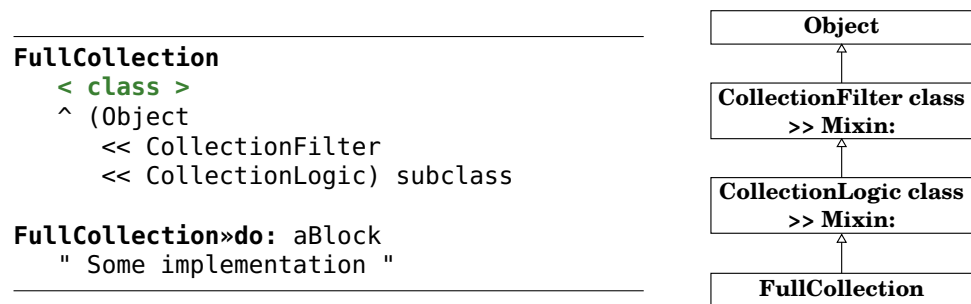 FullCollection
< class >
^ (Object
<< CollectionFilter
<< CollectionLogic) subclass
FullCollection»do: aBlock
" Some implementation "
Object
CollectionFilter class
>> Mixin:
CollectionLogic class
>> Mixin:
FullCollection